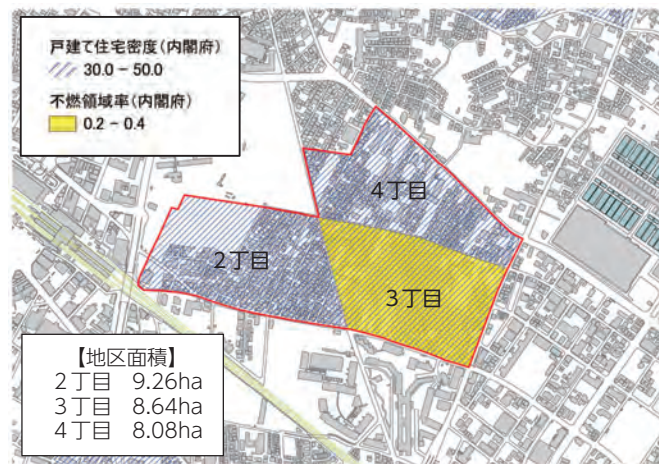 戸建て住宅密度(内閣府)
30.0 - 50.0
不燃領域率(内閣府)
0.2 - 0.4
4丁目
2丁目
3丁目
【地区面積】
2丁目 9.26ha
3丁目 8.64ha
4丁目 8.08ha